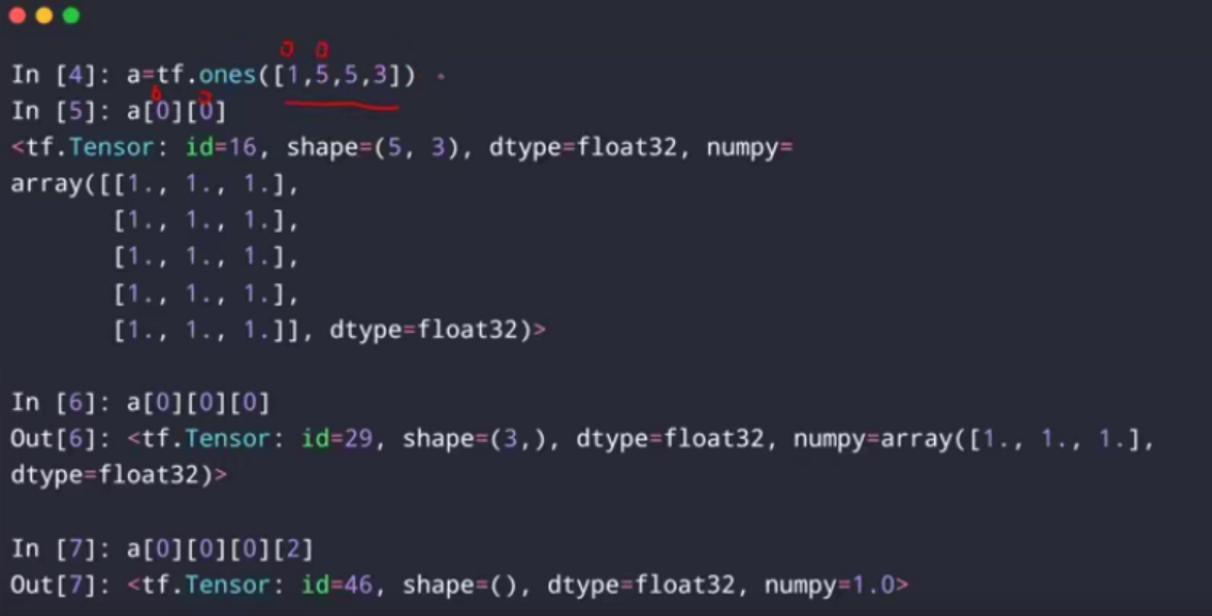 In [4]: a=tf.ones([1,5,5,3])
0 0
In [5]: a[0][0]
0 0
<tf.Tensor: id=16, shape=(5, 3), dtype=float32, numpy=
array([[1., 1., 1.],
       [1., 1., 1.],
       [1., 1., 1.],
       [1., 1., 1.],
       [1., 1., 1.]], dtype=float32)>
In [6]: a[0][0][0]
Out[6]: <tf.Tensor: id=29, shape=(3,), dtype=float32, numpy=array([1., 1., 1.],
dtype=float32)>
In [7]: a[0][0][0][2]
Out[7]: <tf.Tensor: id=46, shape=(), dtype=float32, numpy=1.0>